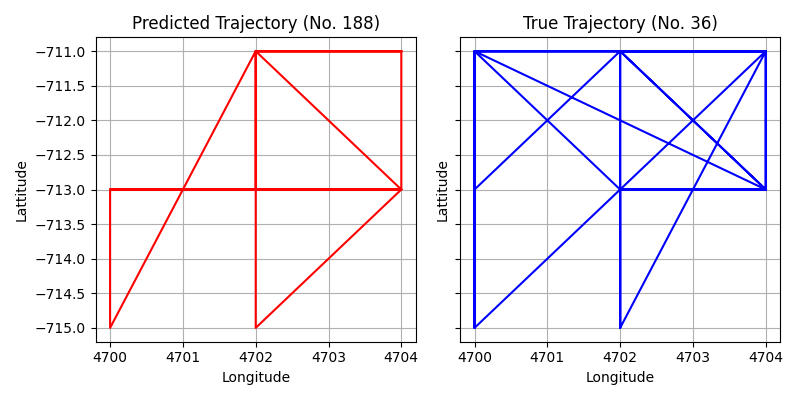 Predicted Trajectory (No. 188)
True Trajectory (No. 36)
Lattitude
−711.0
−711.5
−712.0
−712.5
−713.0
−713.5
−714.0
−714.5
−715.0
Lattitude
4700 4701 4702 4703 4704
4700 4701 4702 4703 4704
Longitude
Longitude